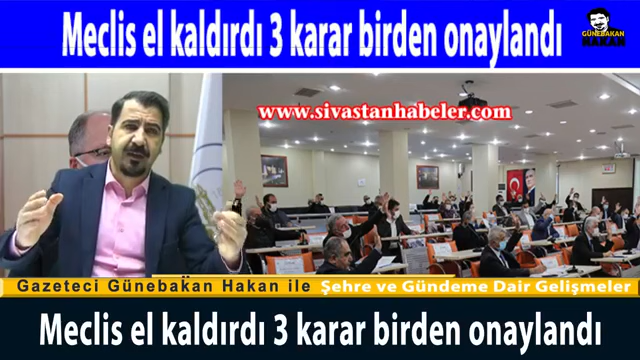 Meclis el kaldırdı 3 karar birden onaylandı
GÜNEBAKAN
HAKAN
www.sivastanhabeler.com
Gazeteci Günebakan Hakan ile Şehre ve Gündeme Dair Gelişmeler
Meclis el kaldırdı 3 karar birden onaylandı